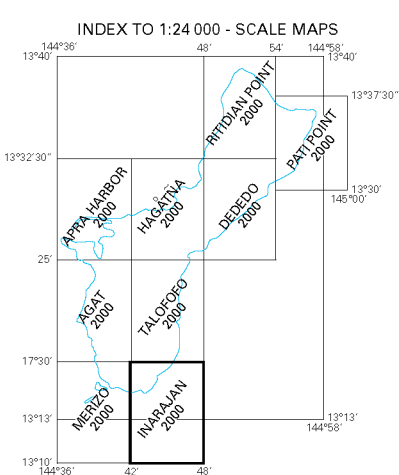 INDEX TO 1:24 000 - SCALE MAPS
144°36' 48' 54' 144°58'
13°40' 13°40'
13°37'30"
RITIDIAN POINT
2000
PATI POINT
2000
13°32'30"
APRA HARBOR
2000
HAGÅTÑA
2000
DEDEDO
2000
13°30'
145°00'
25'
AGAT
2000
TALOFOFO
2000
17°30'
MERIZO
2000
INARAJAN
2000
13°13' 13°13'
144°58'
13°10'
144°36' 42' 48'